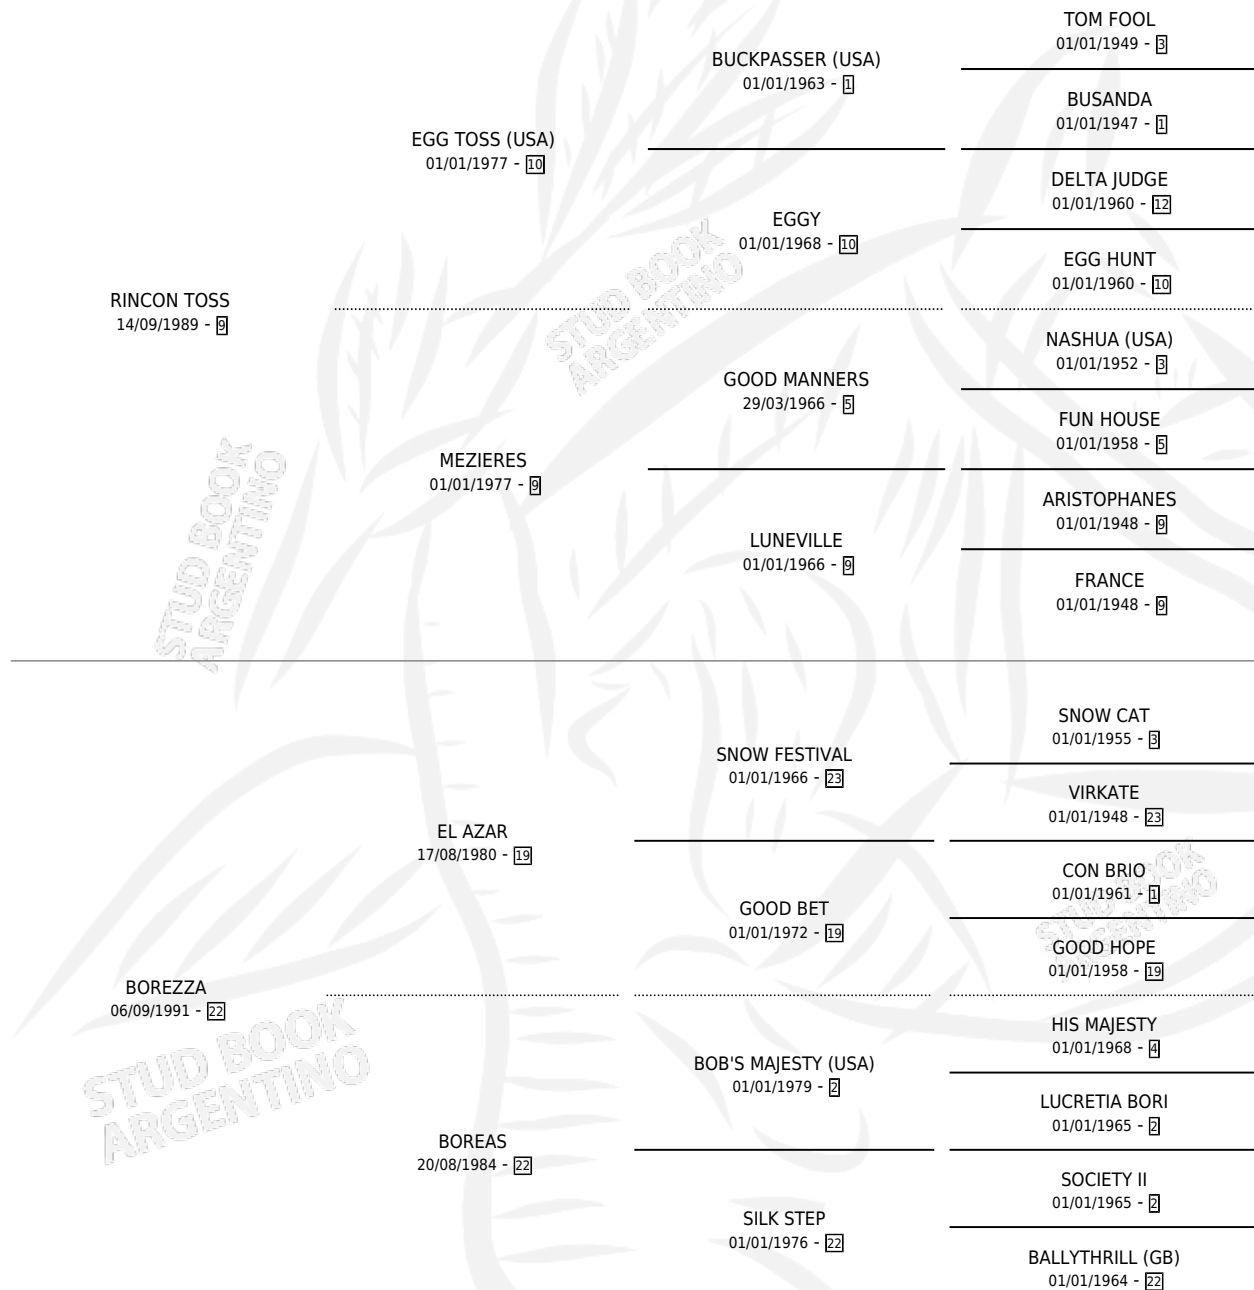 TOM FOOL
01/01/1949 - 3
BUCKPASSER (USA)
01/01/1963 - 1
BUSANDA
01/01/1947 - 1
EGG TOSS (USA)
01/01/1977 - 10
DELTA JUDGE
01/01/1960 - 12
EGGY
01/01/1968 - 10
EGG HUNT
01/01/1960 - 10
RINCON TOSS
14/09/1989 - 9
NASHUA (USA)
01/01/1952 - 3
GOOD MANNERS
29/03/1966 - 5
FUN HOUSE
01/01/1958 - 5
MEZIERES
01/01/1977 - 9
ARISTOPHANES
01/01/1948 - 9
LUNEVILLE
01/01/1966 - 9
FRANCE
01/01/1948 - 9
STUD BOOK
ARGENTINO
STUD BOOK
ARGENTINO
SNOW CAT
01/01/1955 - 3
SNOW FESTIVAL
01/01/1966 - 23
VIRKATE
01/01/1948 - 23
EL AZAR
17/08/1980 - 19
CON BRIO
01/01/1961 - 1
GOOD BET
01/01/1972 - 19
GOOD HOPE
01/01/1958 - 19
BOREZZA
06/09/1991 - 22
HIS MAJESTY
01/01/1968 - 4
BOB'S MAJESTY (USA)
01/01/1979 - 2
LUCRETIA BORI
01/01/1965 - 2
BOREAS
20/08/1984 - 22
SOCIETY II
01/01/1965 - 2
SILK STEP
01/01/1976 - 22
BALLYTHRILL (GB)
01/01/1964 - 22
STUD BOOK
ARGENTINO
STUD BOOK
ARGENTINO